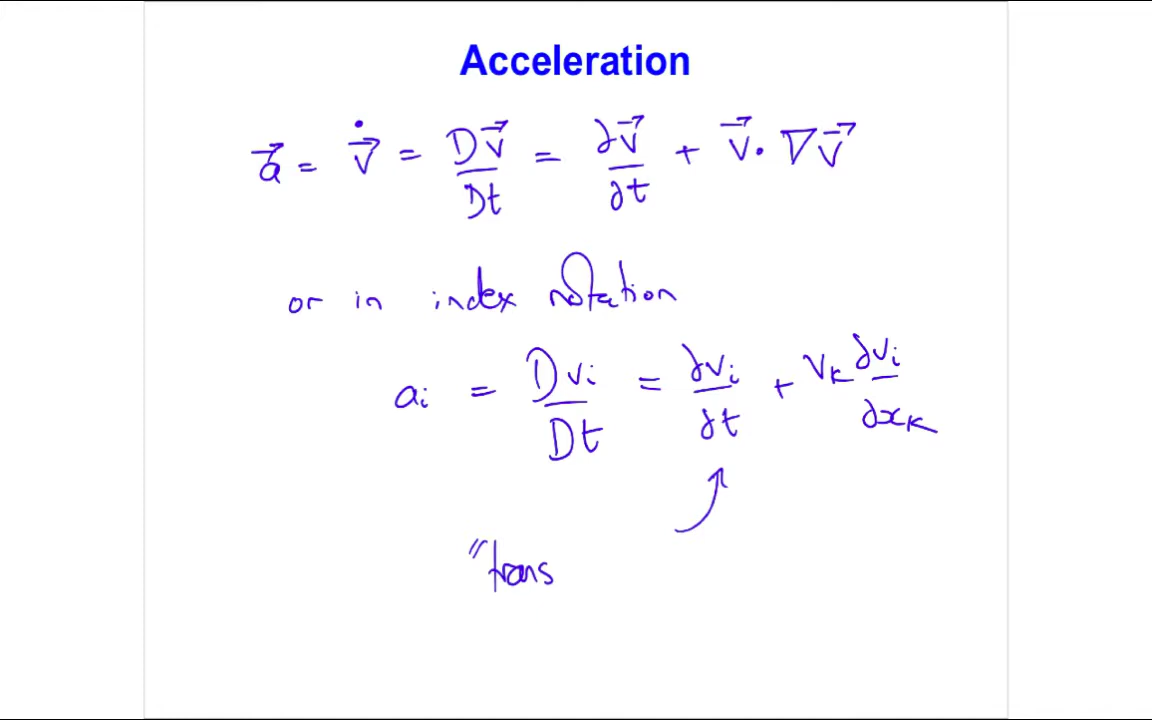 Acceleration
a⃗ = v⃗̇ = Dv⃗/Dt = ∂v⃗/∂t + v⃗ · ∇v⃗
or in index notation
aᵢ = Dvᵢ/Dt = ∂vᵢ/∂t + vₖ ∂vᵢ/∂xₖ
"trans